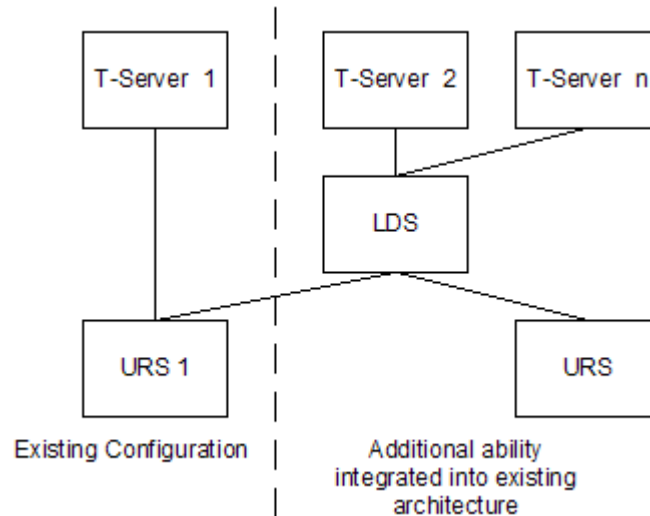 T-Server 1
T-Server 2
T-Server n
LDS
URS 1
URS
Existing Configuration
Additional ability
integrated into existing
architecture